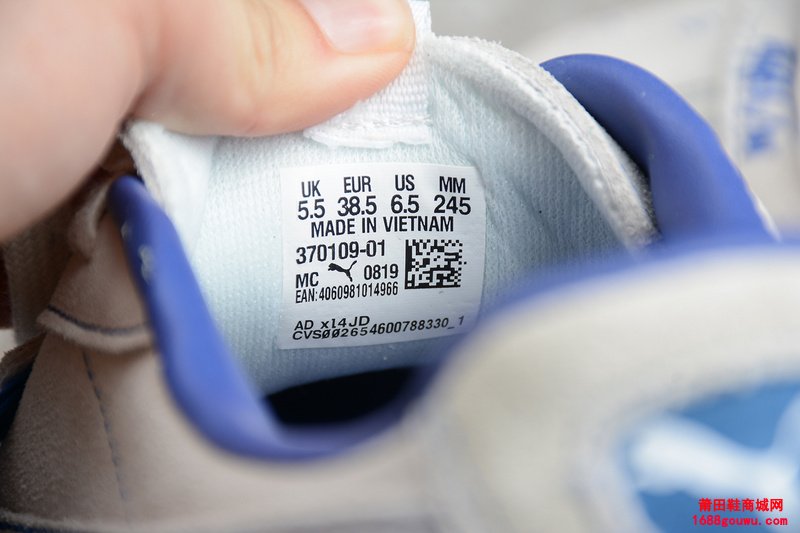 UK EUR US MM
5.5 38.5 6.5 245
MADE IN VIETNAM
370109-01
MC 0819
EAN:4060981014966
AD x14JD
CVS002654600788330_1
莆田鞋商城网
1688gouwu.com